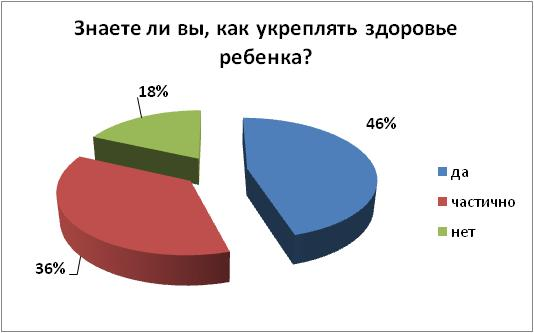 Знаете ли вы, как укреплять здоровье
ребенка?
18%
46%
36%
да
частично
нет